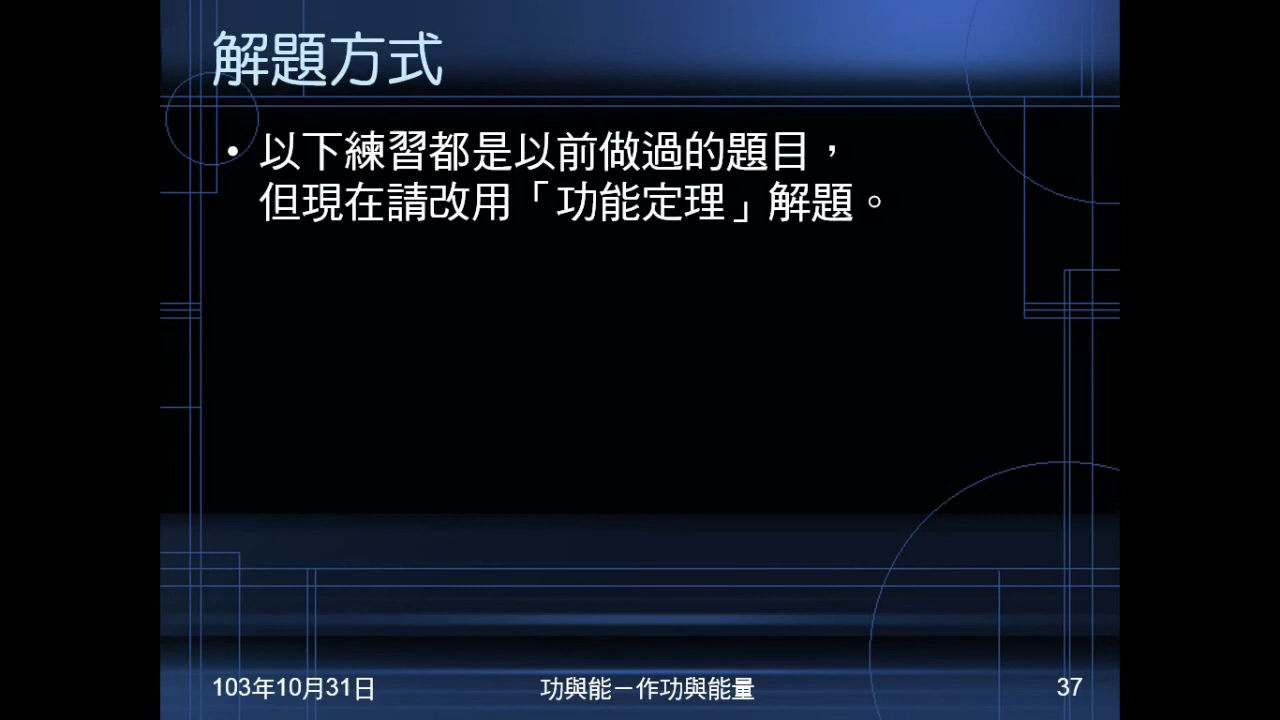 解題方式
• 以下練習都是以前做過的題目，
但現在請改用「功能定理」解題。
103年10月31日
功與能－作功與能量
37